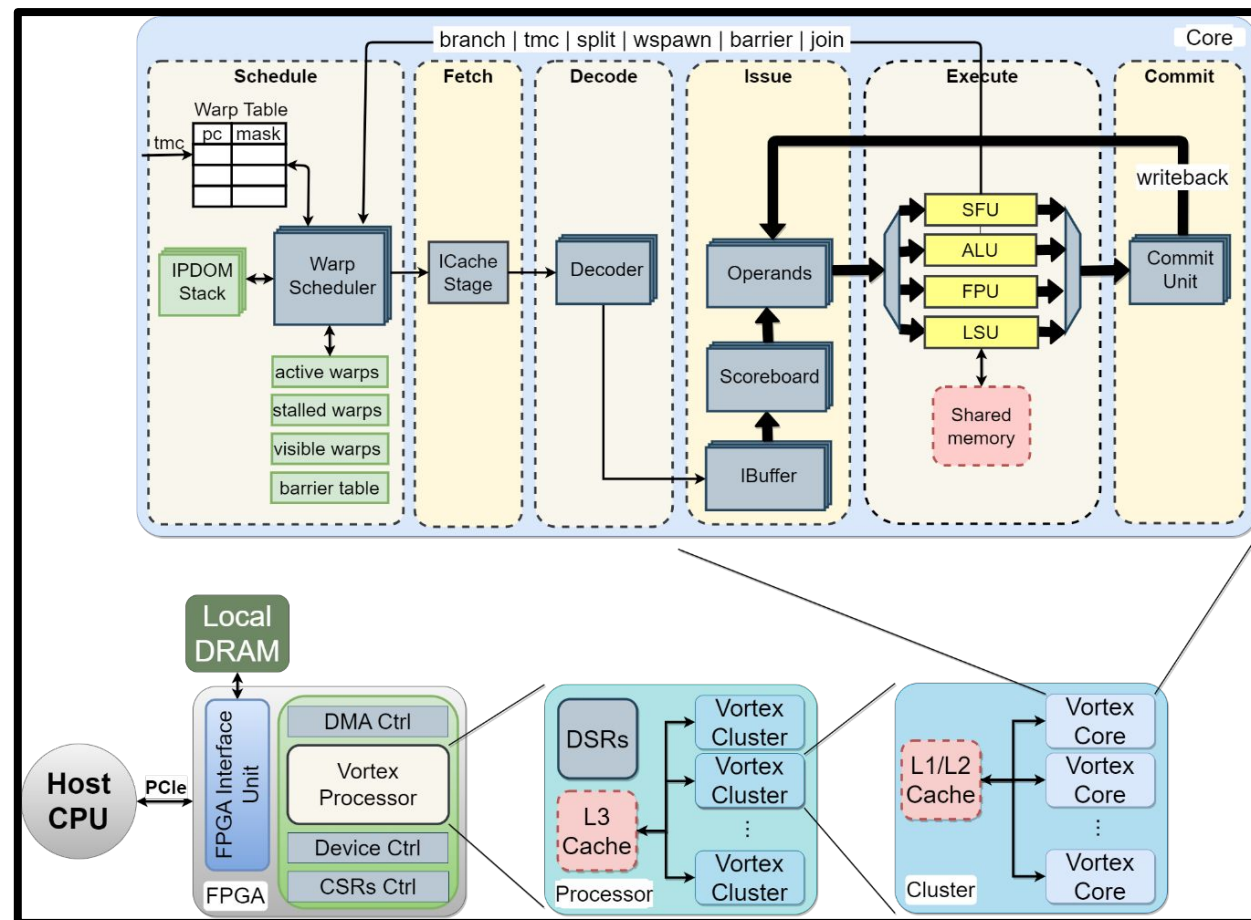 branch | tmc | split | wspawn | barrier | join
Core
Schedule
Fetch
Decode
Issue
Execute
Commit
Warp Table
pc
mask
tmc
writeback
IPDOM
Stack
Warp
Scheduler
ICache
Stage
Decoder
Operands
SFU
ALU
FPU
LSU
Commit
Unit
active warps
stalled warps
visible warps
barrier table
Scoreboard
IBuffer
Shared
memory
Local
DRAM
Host
CPU
PCIe
FPGA Interface
Unit
DMA Ctrl
Vortex
Processor
Device Ctrl
CSRs Ctrl
FPGA
DSRs
L3
Cache
Vortex
Cluster
Vortex
Cluster
⋮
Vortex
Cluster
Processor
L1/L2
Cache
Vortex
Core
Vortex
Core
⋮
Vortex
Core
Cluster